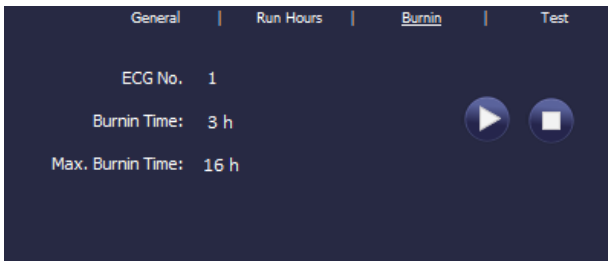 General | Run Hours | Burnin | Test
ECG No. 1
Burnin Time: 3 h
Max. Burnin Time: 16 h